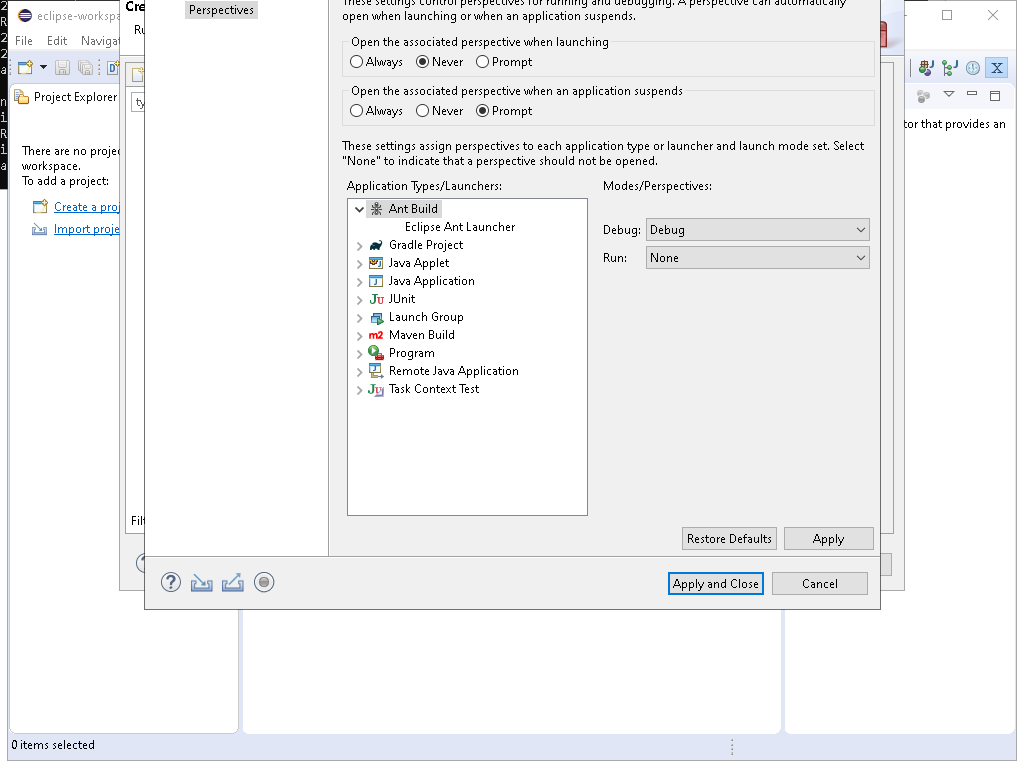 eclipse-workspa
File Edit Navigat
Cre
Ru
Perspectives
These settings control perspectives for running and debugging. A perspective can automatically
open when launching or when an application suspends.
Open the associated perspective when launching
Always Never Prompt
Open the associated perspective when an application suspends
Always Never Prompt
These settings assign perspectives to each application type or launcher and launch mode set. Select
"None" to indicate that a perspective should not be opened.
Application Types/Launchers:
Modes/Perspectives:
Ant Build
Eclipse Ant Launcher
Gradle Project
Java Applet
Java Application
JUnit
Launch Group
Maven Build
Program
Remote Java Application
Task Context Test
Debug: Debug
Run: None
Restore Defaults Apply
Apply and Close Cancel
Project Explorer
ty
There are no projec
workspace.
To add a project:
Create a proj
Import proje
Filt
tor that provides an
0 items selected